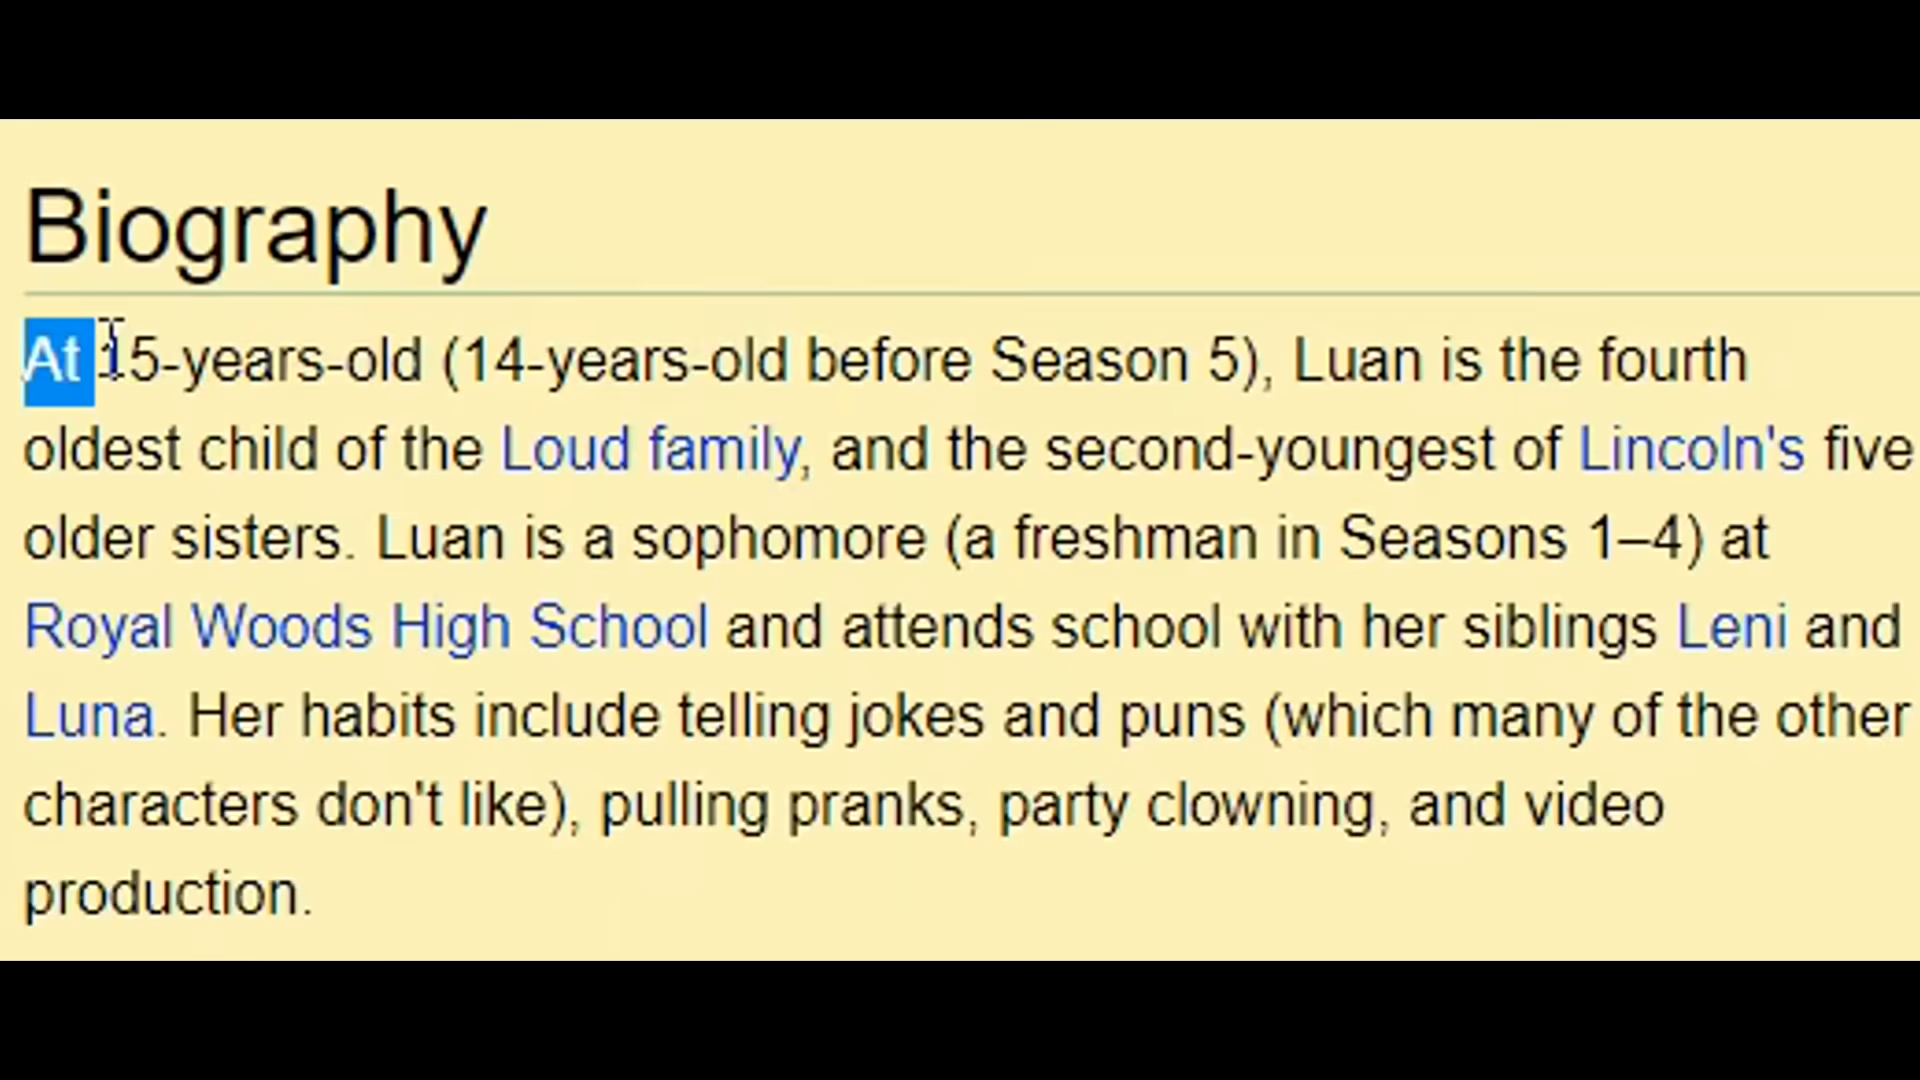 Biography
At 15-years-old (14-years-old before Season 5), Luan is the fourth
oldest child of the Loud family, and the second-youngest of Lincoln's five
older sisters. Luan is a sophomore (a freshman in Seasons 1–4) at
Royal Woods High School and attends school with her siblings Leni and
Luna. Her habits include telling jokes and puns (which many of the other
characters don't like), pulling pranks, party clowning, and video
production.